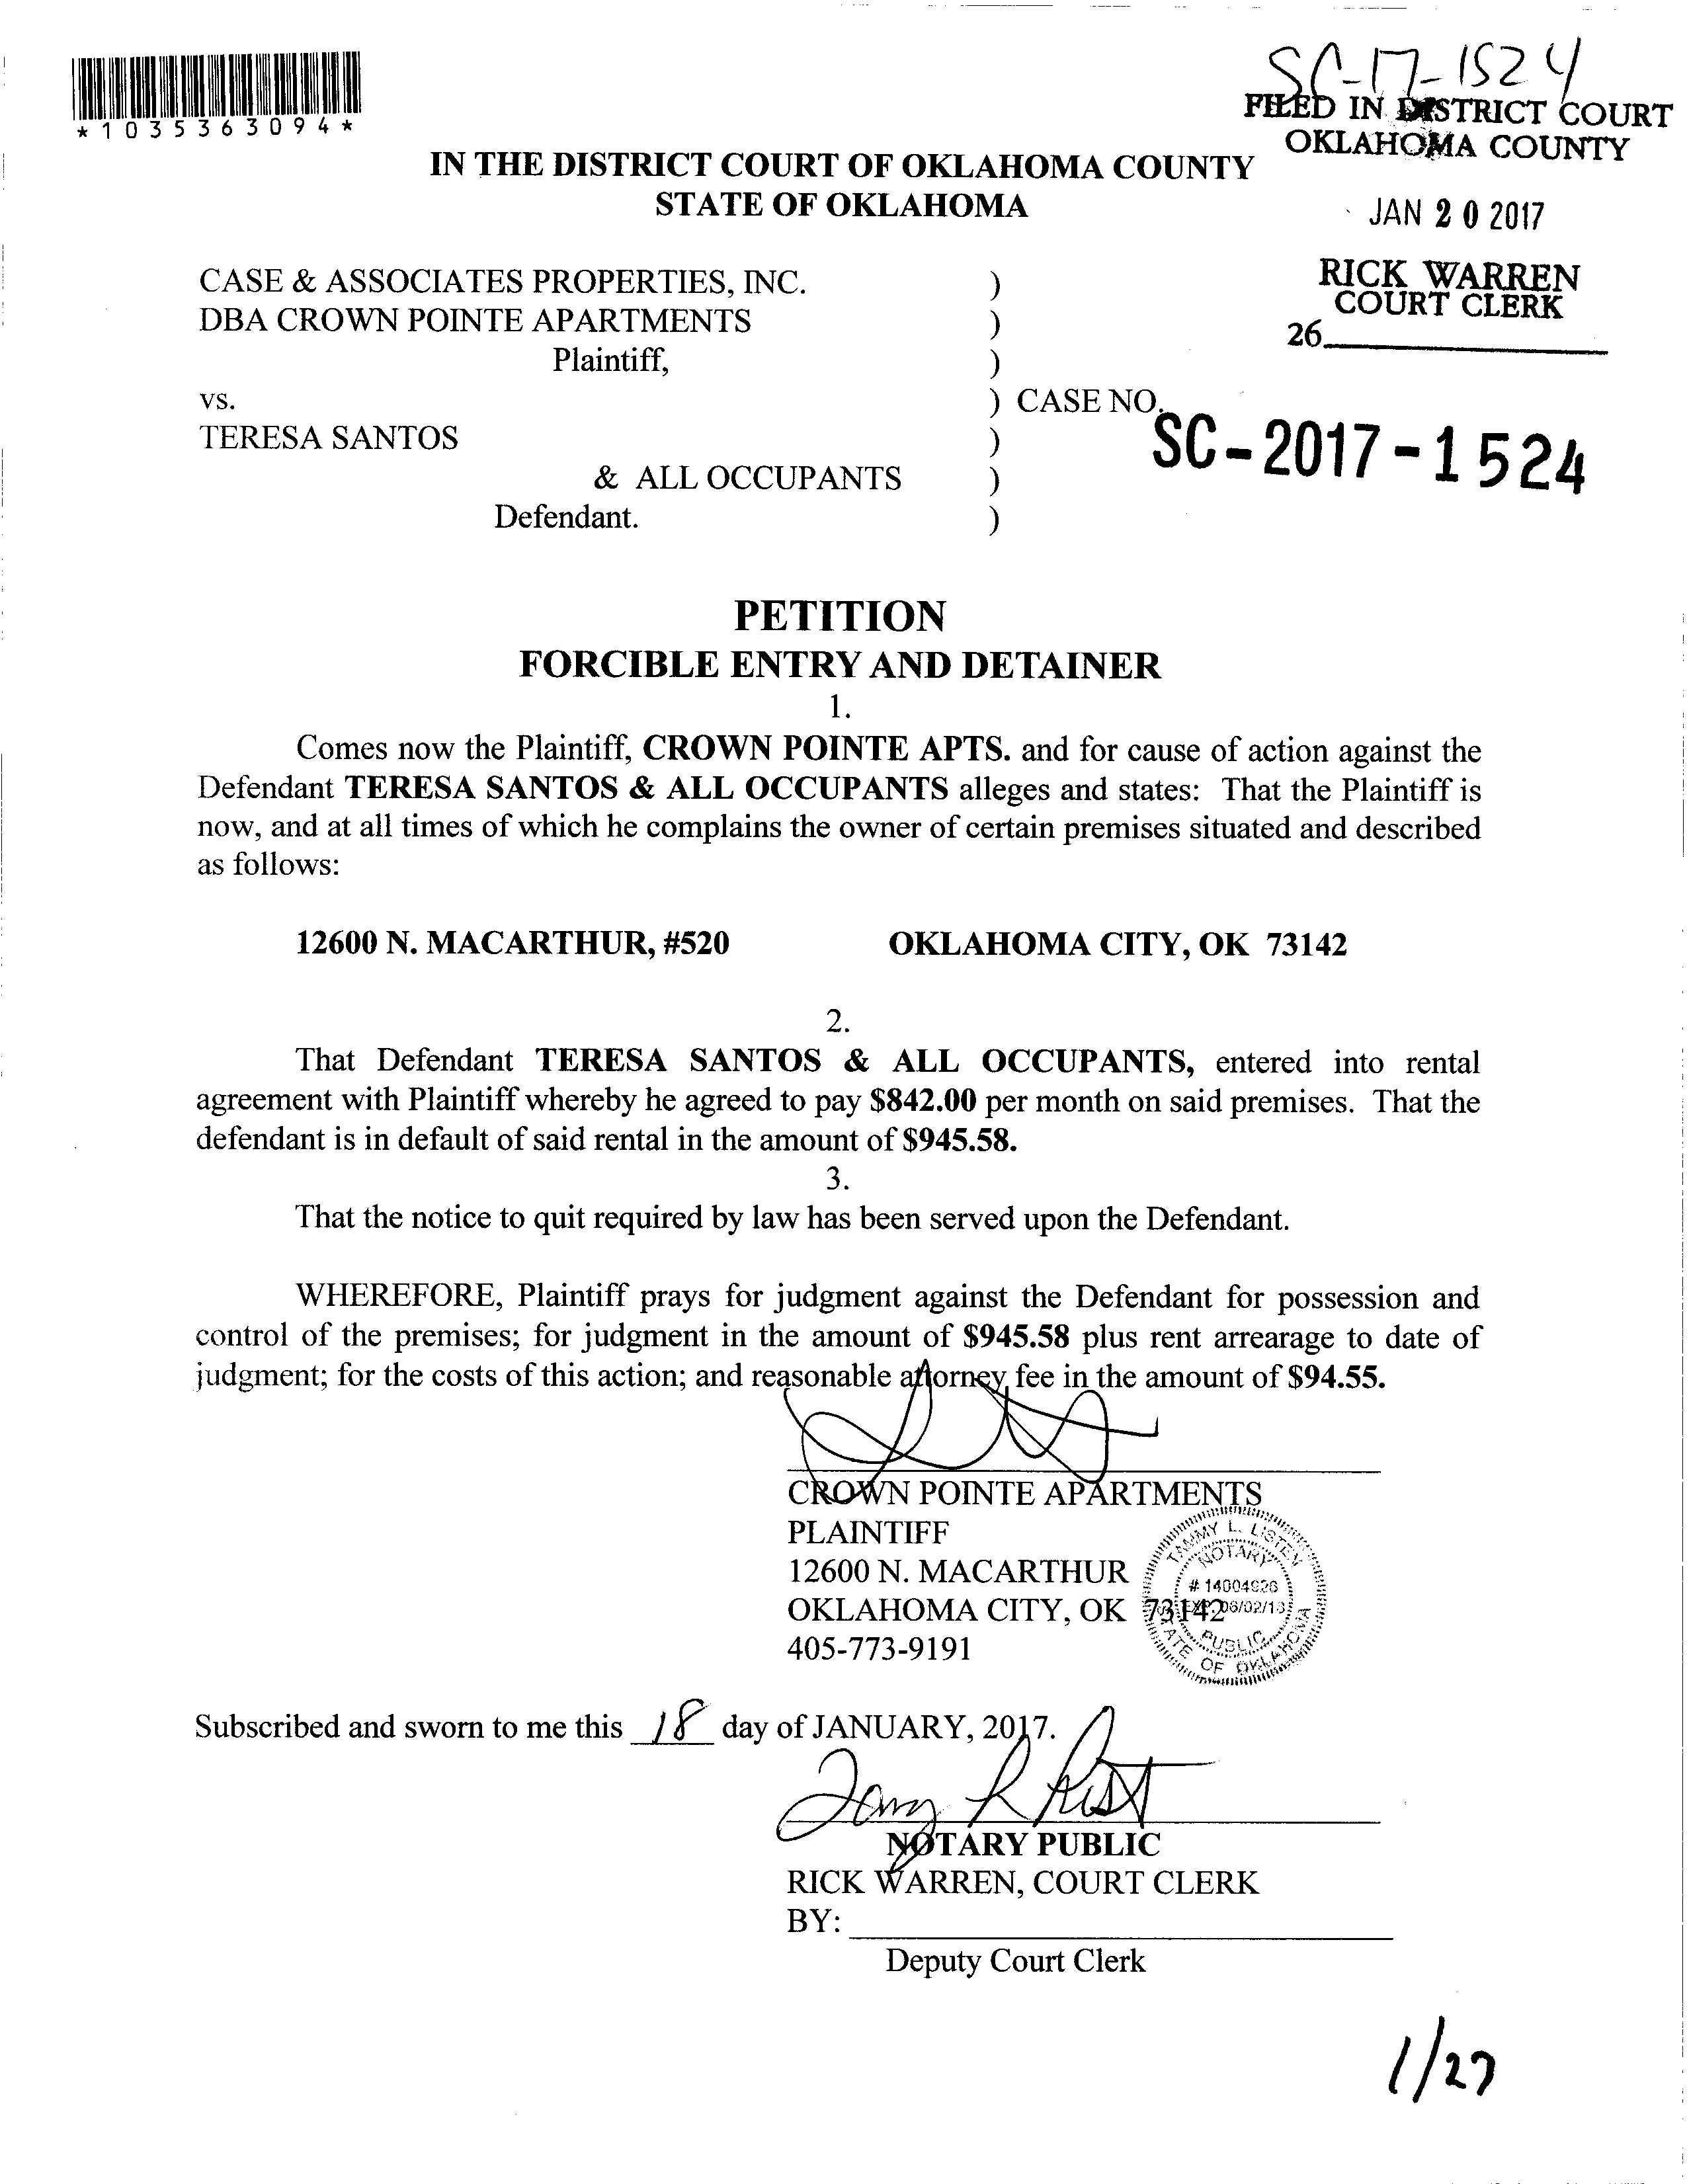 SC-17-1524
FILED IN DISTRICT COURT
OKLAHOMA COUNTY
*1035363094*
IN THE DISTRICT COURT OF OKLAHOMA COUNTY
STATE OF OKLAHOMA
JAN 20 2017
RICK WARREN
COURT CLERK
26
CASE & ASSOCIATES PROPERTIES, INC. )
DBA CROWN POINTE APARTMENTS )
Plaintiff, )
vs. ) CASE NO.
SC-2017-1524
TERESA SANTOS )
& ALL OCCUPANTS )
Defendant. )
PETITION
FORCIBLE ENTRY AND DETAINER
1.
Comes now the Plaintiff, CROWN POINTE APTS. and for cause of action against the
Defendant TERESA SANTOS & ALL OCCUPANTS alleges and states: That the Plaintiff is
now, and at all times of which he complains the owner of certain premises situated and described
as follows:
12600 N. MACARTHUR, #520 OKLAHOMA CITY, OK 73142
2.
That Defendant TERESA SANTOS & ALL OCCUPANTS, entered into rental
agreement with Plaintiff whereby he agreed to pay $842.00 per month on said premises. That the
defendant is in default of said rental in the amount of $945.58.
3.
That the notice to quit required by law has been served upon the Defendant.
WHEREFORE, Plaintiff prays for judgment against the Defendant for possession and
control of the premises; for judgment in the amount of $945.58 plus rent arrearage to date of
judgment; for the costs of this action; and reasonable attorney fee in the amount of $94.55.
CROWN POINTE APARTMENTS
PLAINTIFF
12600 N. MACARTHUR
OKLAHOMA CITY, OK 73142
405-773-9191
TAMMY L. LISTEN
NOTARY
PUBLIC
STATE OF OKLAHOMA
Subscribed and sworn to me this 18 day of JANUARY, 2017.
NOTARY PUBLIC
RICK WARREN, COURT CLERK
BY:
Deputy Court Clerk
1/27